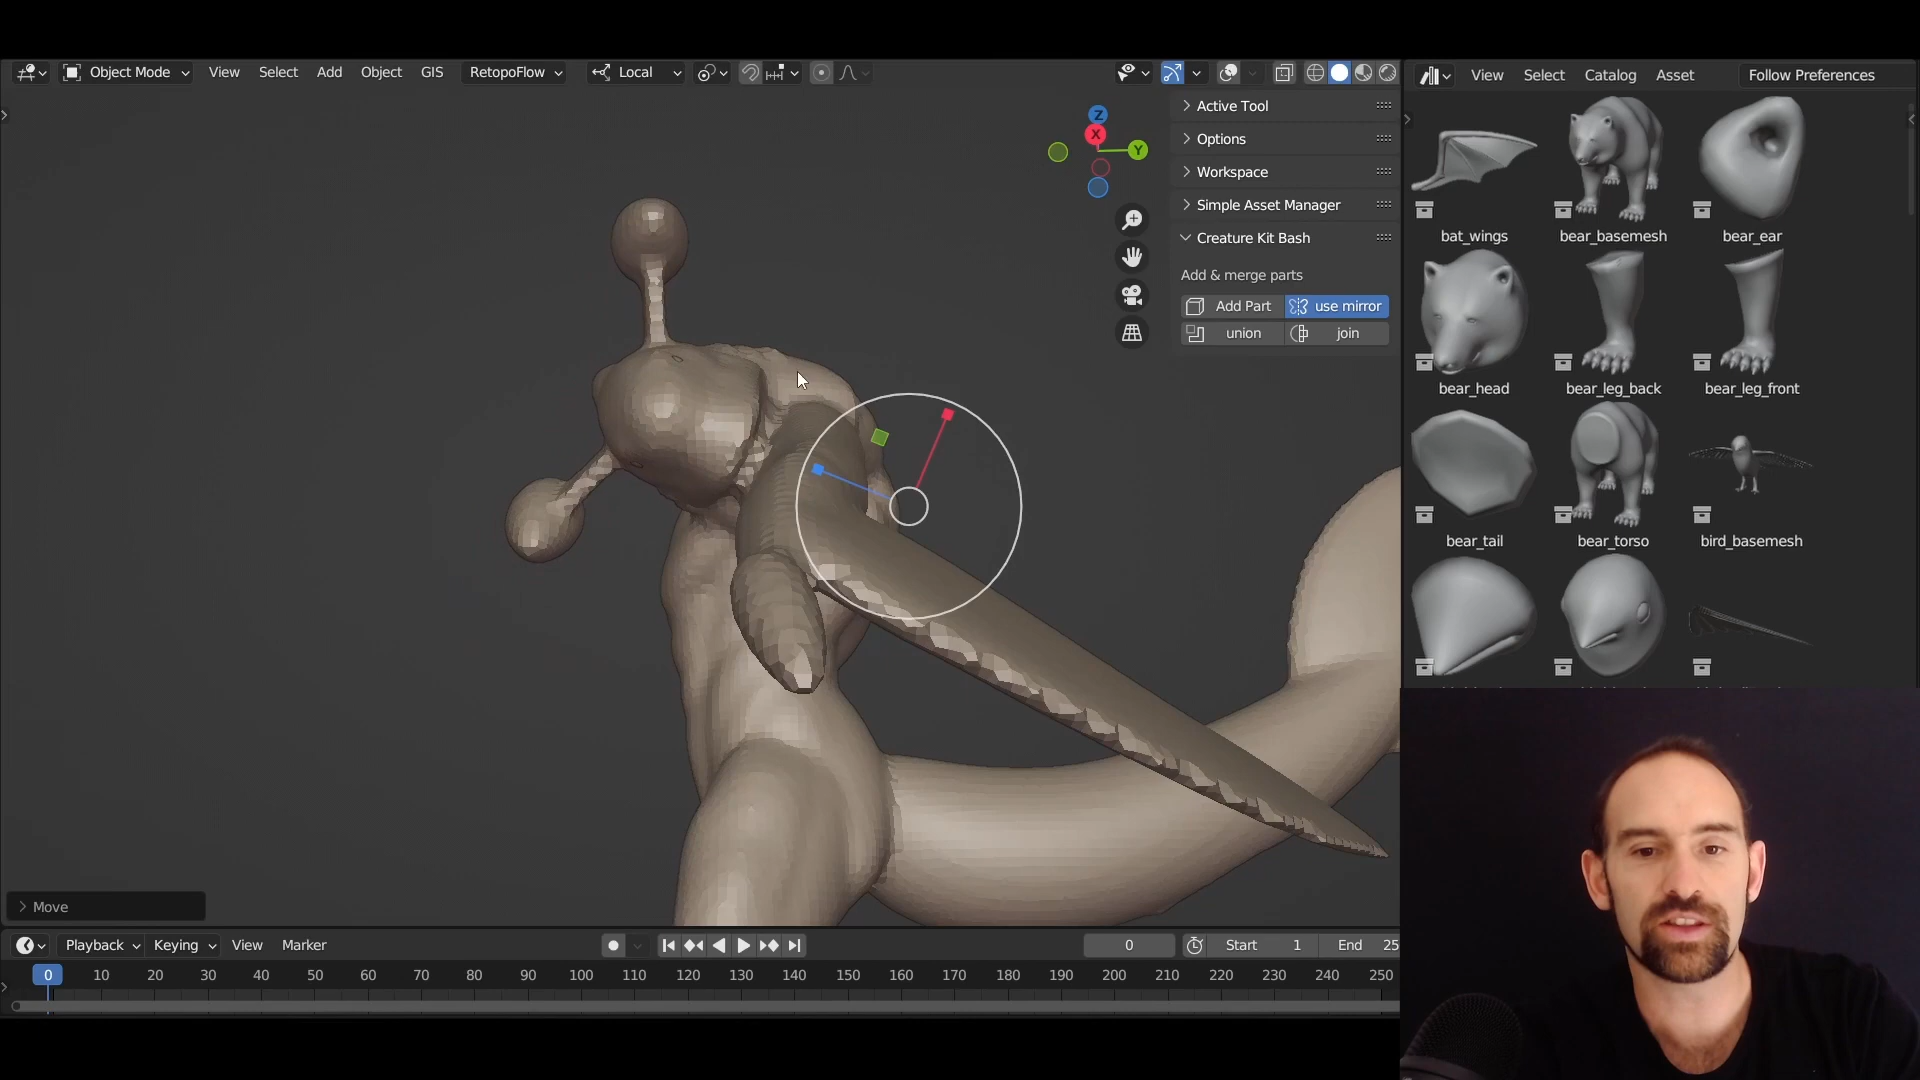 Object Mode View Select Add Object GIS RetopoFlow Local
View Select Catalog Asset Follow Preferences
Z
X
Y
Active Tool
Options
Workspace
Simple Asset Manager
Creature Kit Bash
Add & merge parts
Add Part use mirror
union join
bat_wings bear_basemesh bear_ear
bear_head bear_leg_back bear_leg_front
bear_tail bear_torso bird_basemesh
Move
Playback Keying View Marker 0 Start 1 End 25
0 10 20 30 40 50 60 70 80 90 100 110 120 130 140 150 160 170 180 190 200 210 220 230 240 250